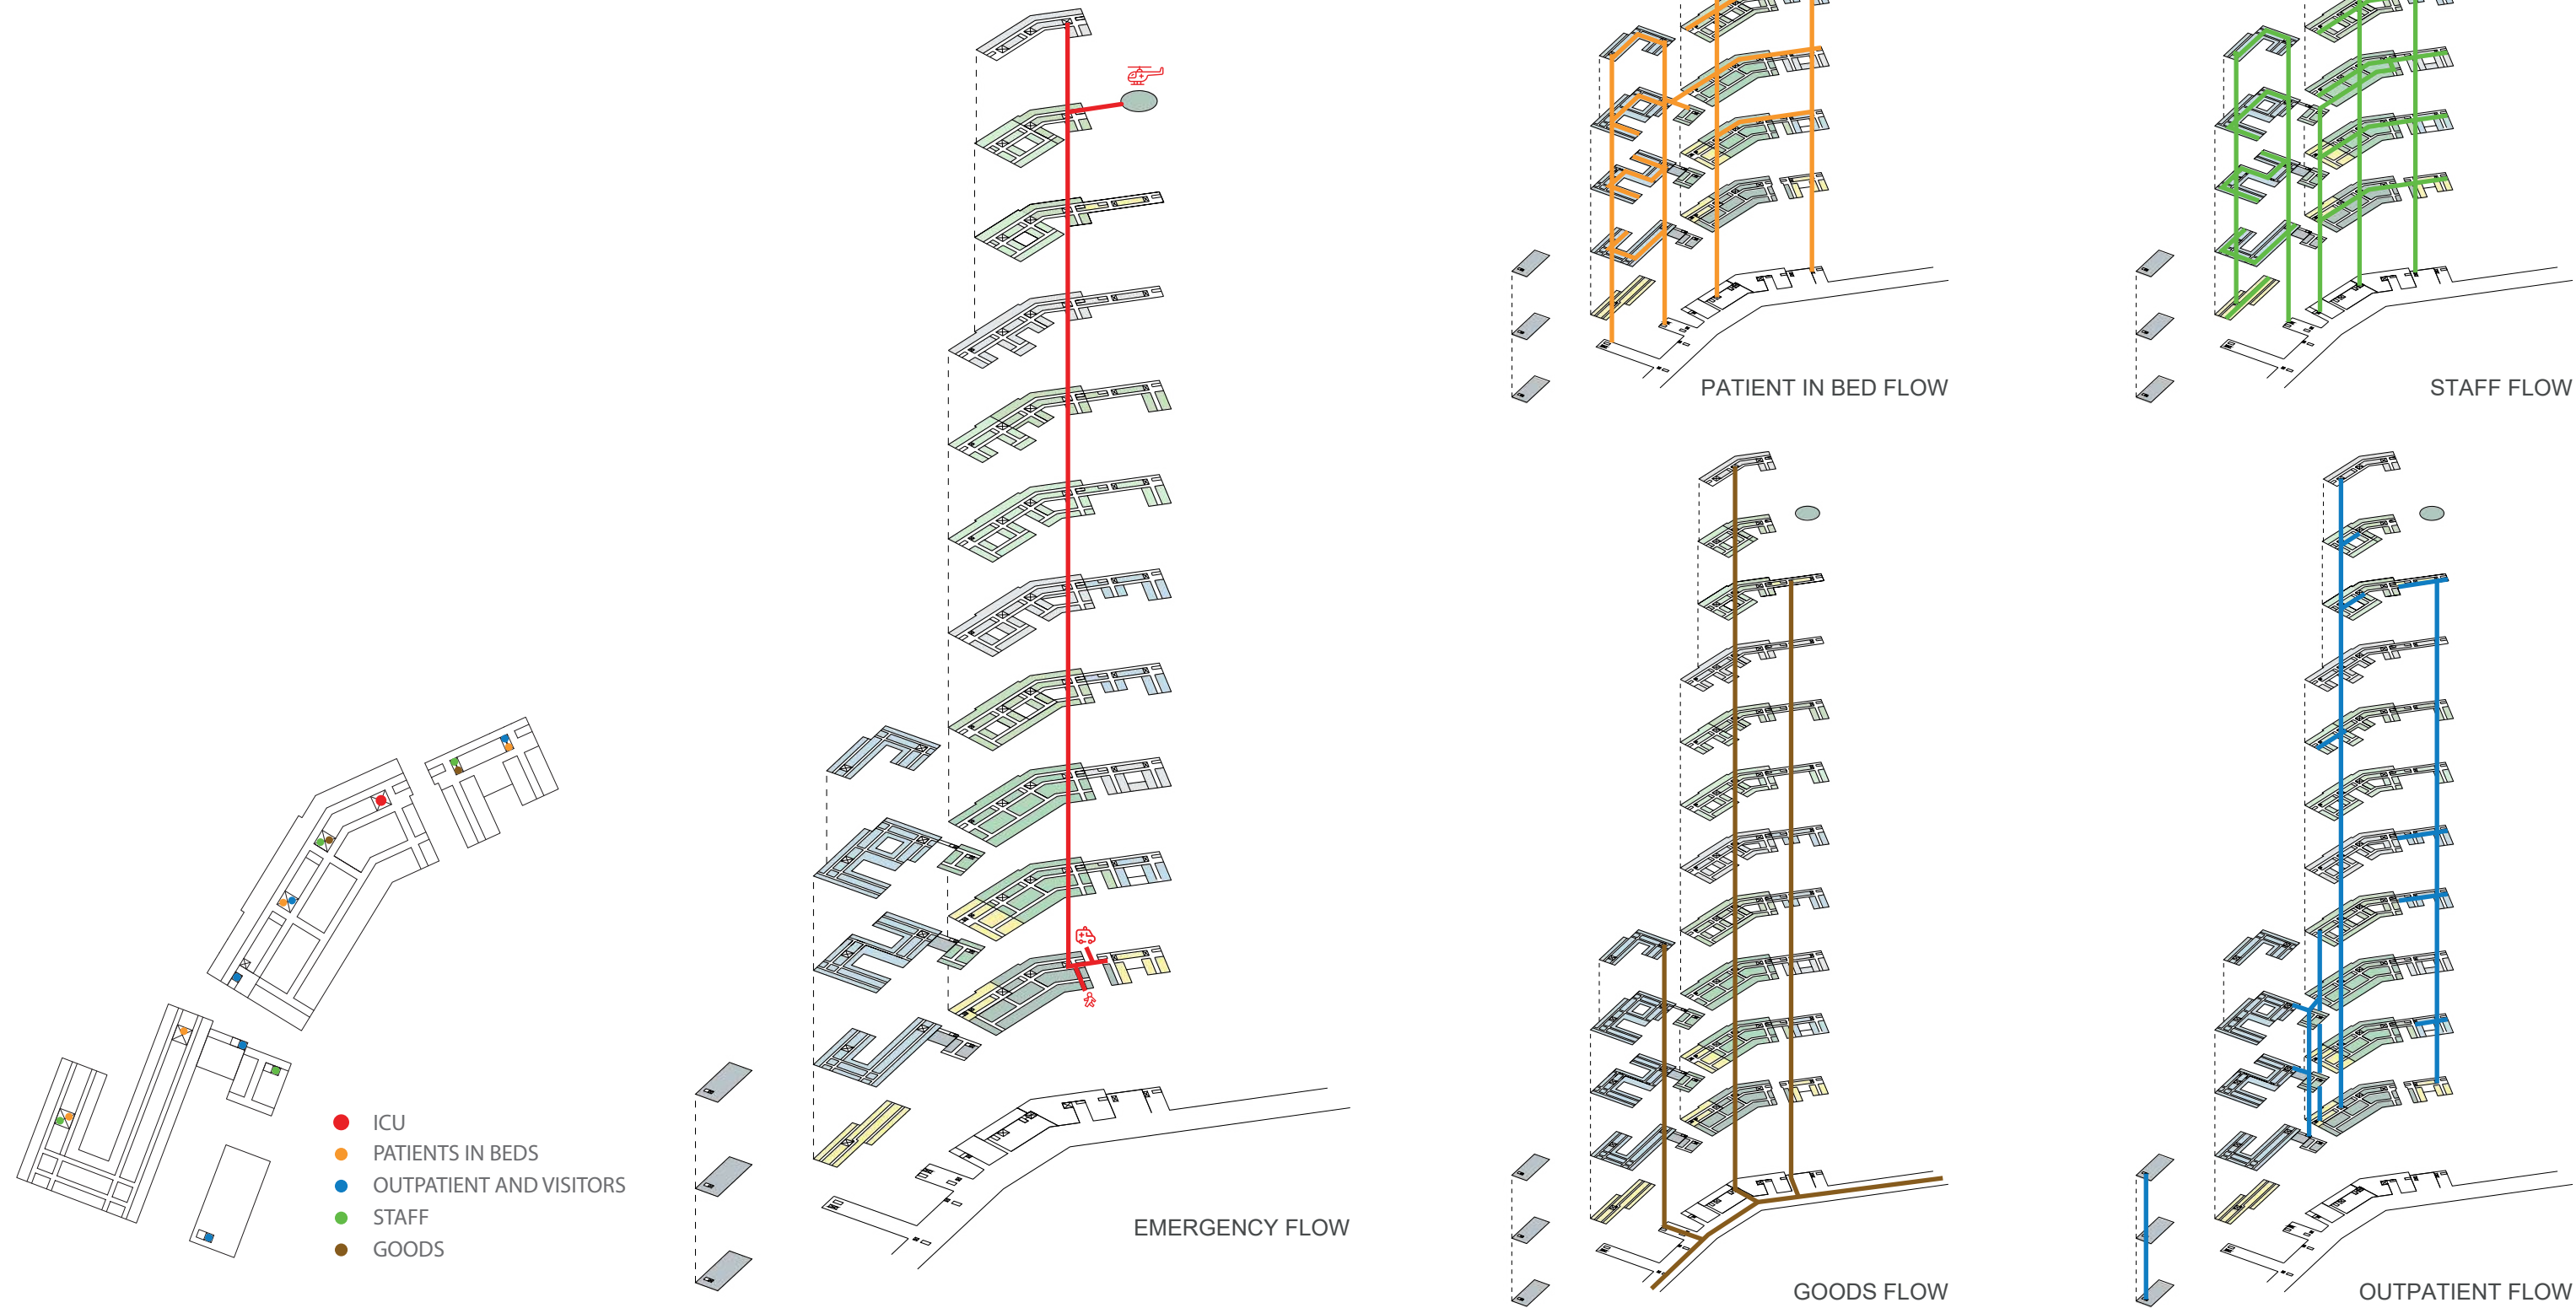 PATIENT IN BED FLOW
STAFF FLOW
ICU
PATIENTS IN BEDS
OUTPATIENT AND VISITORS
STAFF
GOODS
EMERGENCY FLOW
GOODS FLOW
OUTPATIENT FLOW